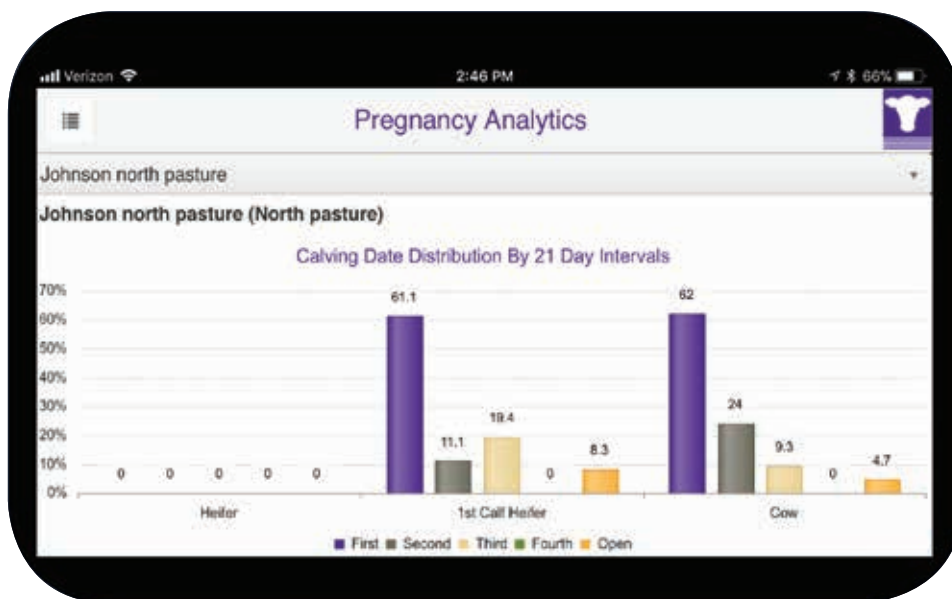 Verizon 2:46 PM 66%
Pregnancy Analytics
Johnson north pasture
Johnson north pasture (North pasture)
Calving Date Distribution By 21 Day Intervals
70%
60%
50%
40%
30%
20%
10%
0%
0 0 0 0 0
61.1 11.1 19.4 0 8.3
62 24 9.3 0 4.7
Heifer 1st Calf Heifer Cow
First Second Third Fourth Open